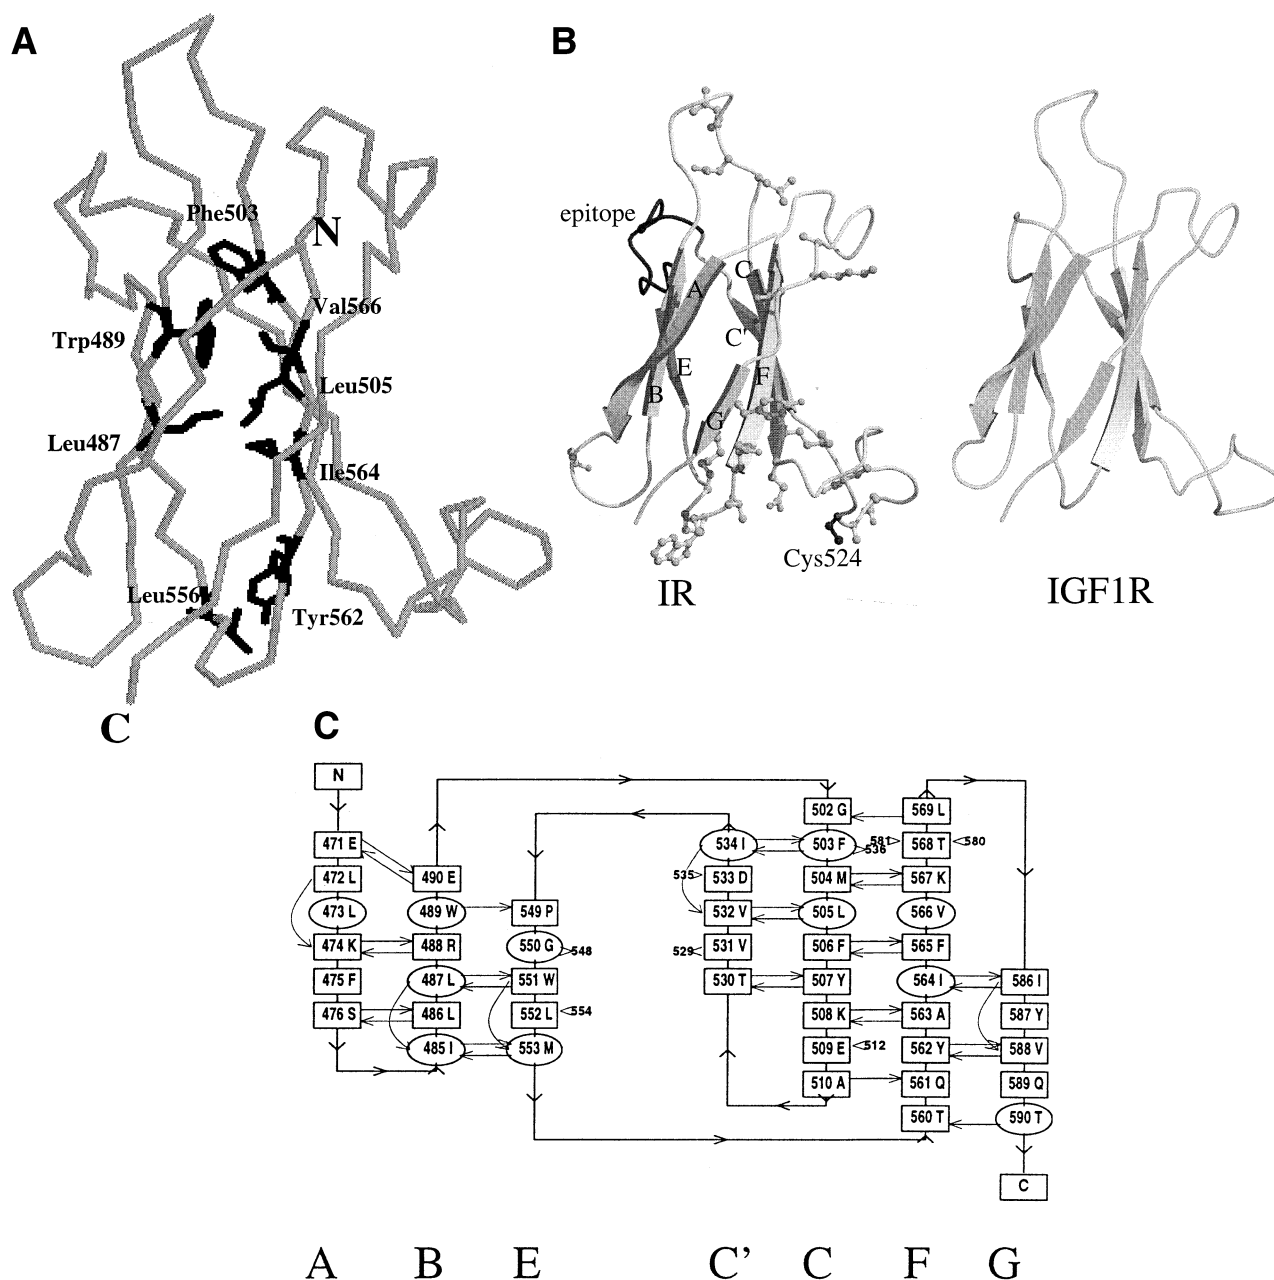 A
Phe503
N
Val566
Trp489
Leu505
Leu487
Ile564
Leu556
Tyr562
C
B
epitope
A
C
C'
E
F
B
G
Cys524
IR
IGF1R
C
N
502 G
569 L
471 E
534 I
503 F
536
581
568 T
580
472 L
490 E
535
533 D
504 M
567 K
473 L
489 W
549 P
532 V
505 L
566 V
474 K
488 R
550 G
548
529
531 V
506 F
565 F
475 F
487 L
551 W
530 T
507 Y
564 I
586 I
476 S
486 L
552 L
554
508 K
563 A
587 Y
485 I
553 M
509 E
512
562 Y
588 V
510 A
561 Q
589 Q
560 T
590 T
C
A B E C’ C F G